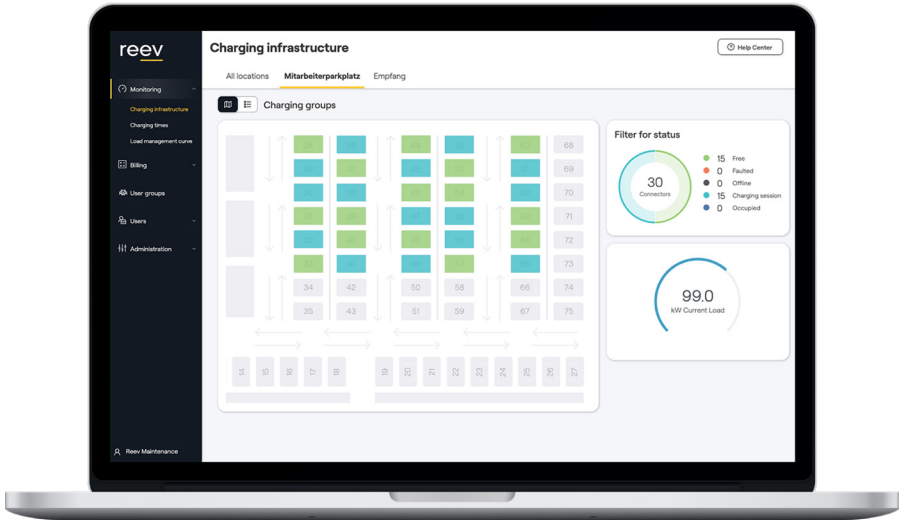 reev
Charging infrastructure
Help Center
All locations
Mitarbeiterparkplatz
Empfang
Monitoring
Charging infrastructure
Charging times
Load management curve
Billing
User groups
Users
Administration
Reev Maintenance
Charging groups
68
69
70
71
72
73
34 42 50 58 66 74
35 43 51 59 67 75
14 15 16 17 18 19 20 21 22 23 24 25 26 27
Filter for status
30
Connectors
15 Free
0 Faulted
0 Offline
15 Charging session
0 Occupied
99.0
kW Current Load